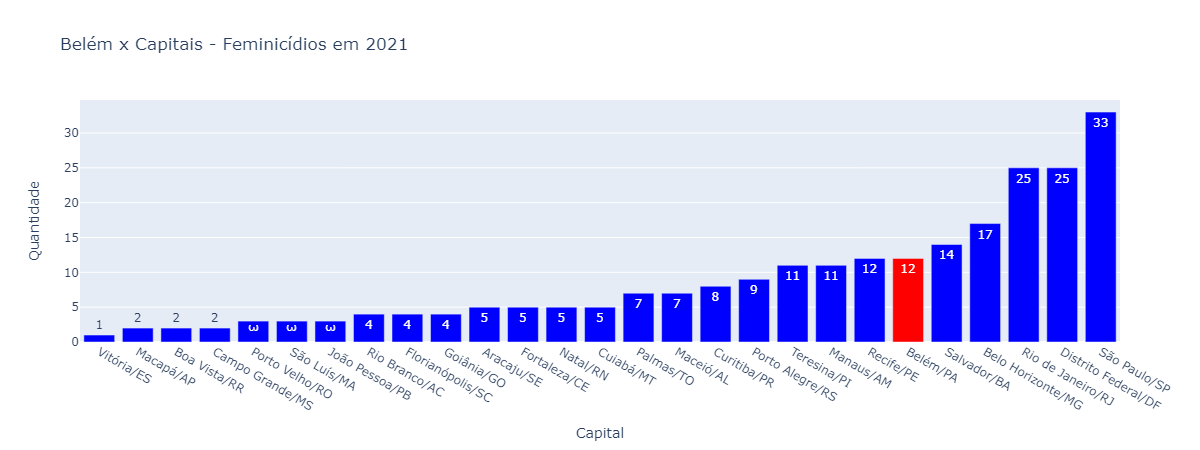 Belém x Capitais - Feminicídios em 2021
Quantidade
30
25
20
15
10
5
0
1
2
2
2
3
3
3
4
4
4
5
5
5
5
7
7
8
9
11
11
12
12
14
17
25
25
33
Vitória/ES
Macapá/AP
Boa Vista/RR
Campo Grande/MS
Porto Velho/RO
São Luís/MA
João Pessoa/PB
Rio Branco/AC
Florianópolis/SC
Goiânia/GO
Aracaju/SE
Fortaleza/CE
Natal/RN
Cuiabá/MT
Palmas/TO
Maceió/AL
Curitiba/PR
Porto Alegre/RS
Teresina/PI
Manaus/AM
Recife/PE
Belém/PA
Salvador/BA
Belo Horizonte/MG
Rio de Janeiro/RJ
Distrito Federal/DF
São Paulo/SP
Capital